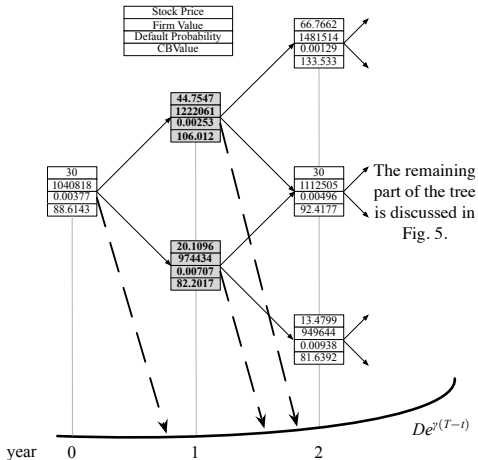 Stock Price
Firm Value
Default Probability
CBValue
66.7662
1481514
0.00129
133.533
44.7547
1222061
0.00253
106.012
30
1040818
0.00377
88.6143
30
1112505
0.00496
92.4177
The remaining
part of the tree
is discussed in
Fig. 5.
20.1096
974434
0.00707
82.2017
13.4799
949644
0.00938
81.6392
De^{γ(T−t)}
year 0 1 2